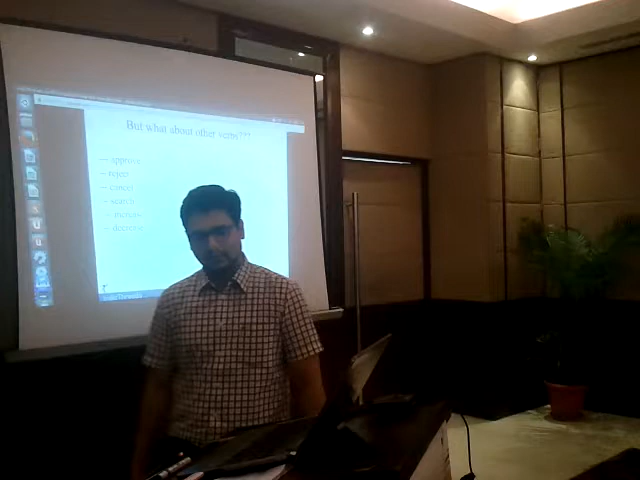 But what about other verbs???
– approve
– reject
– cancel
– search
– increase
– decrease